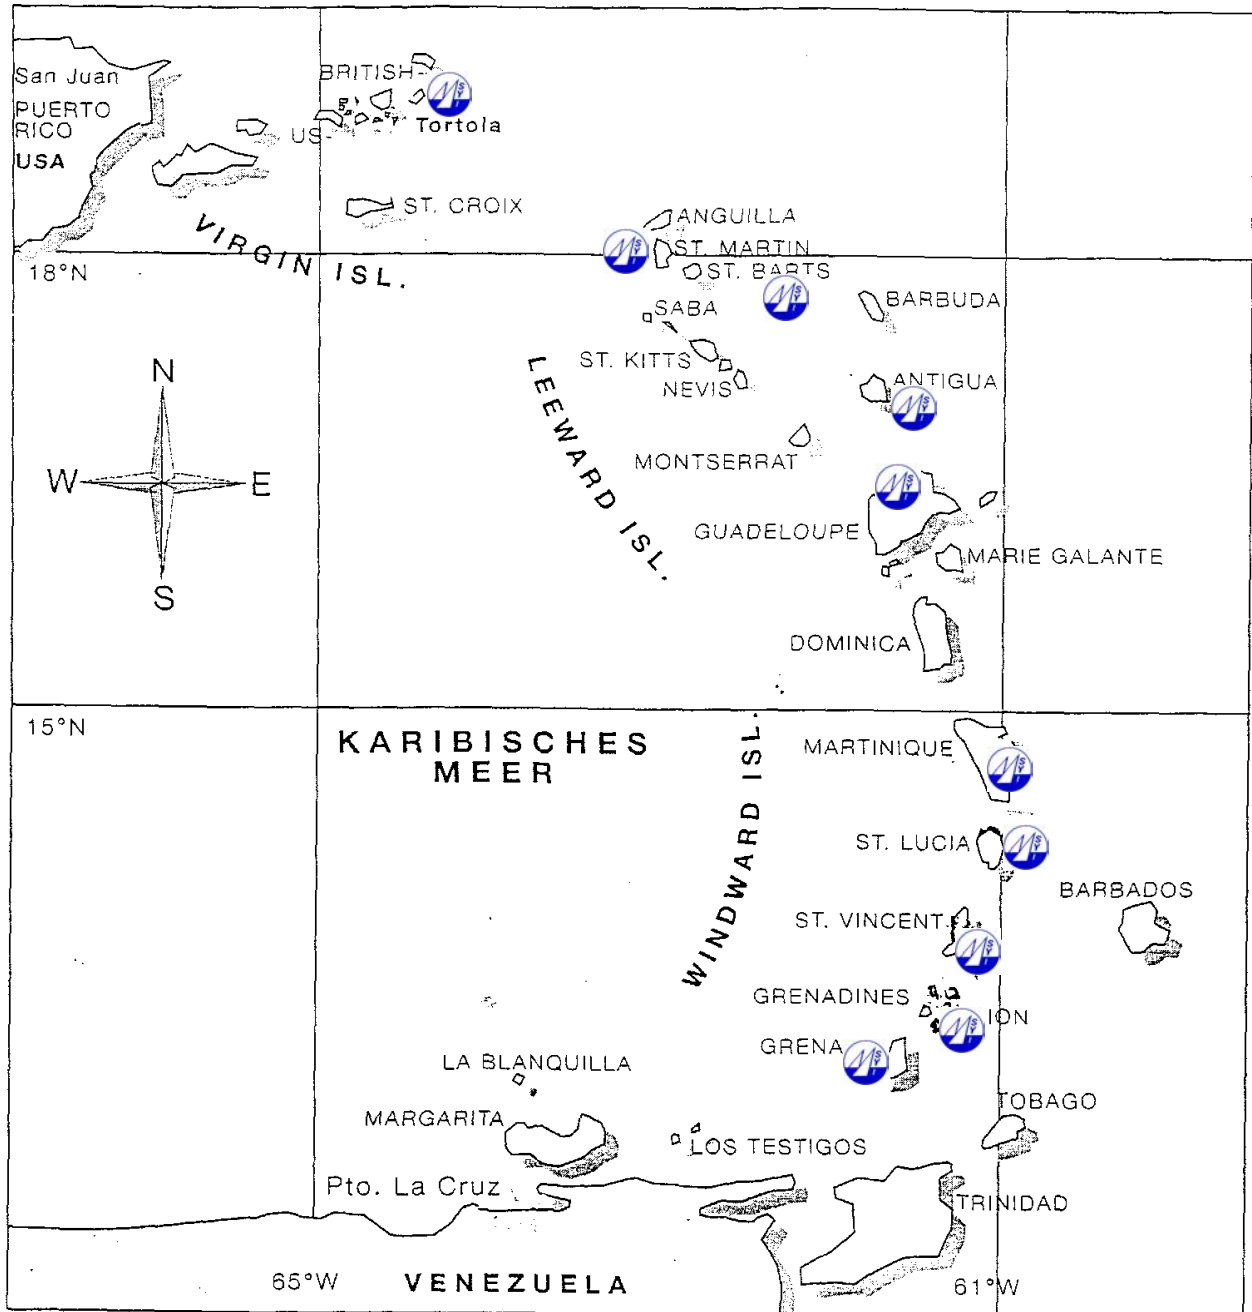 San Juan
PUERTO
RICO
USA
BRITISH
US
Tortola
ST. CROIX
VIRGIN ISL.
ANGUILLA
ST. MARTIN
ST. BARTS
18°N
SABA
BARBUDA
ST. KITTS
NEVIS
ANTIGUA
LEEWARD ISL.
N
W
E
S
MONTSERRAT
GUADELOUPE
MARIE GALANTE
DOMINICA
15°N
KARIBISCHES
MEER
WINDWARD ISL.
MARTINIQUE
ST. LUCIA
BARBADOS
ST. VINCENT
GRENADINES
ION
GRENA
LA BLANQUILLA
MARGARITA
LOS TESTIGOS
TOBAGO
Pto. La Cruz
TRINIDAD
65°W
VENEZUELA
61°W